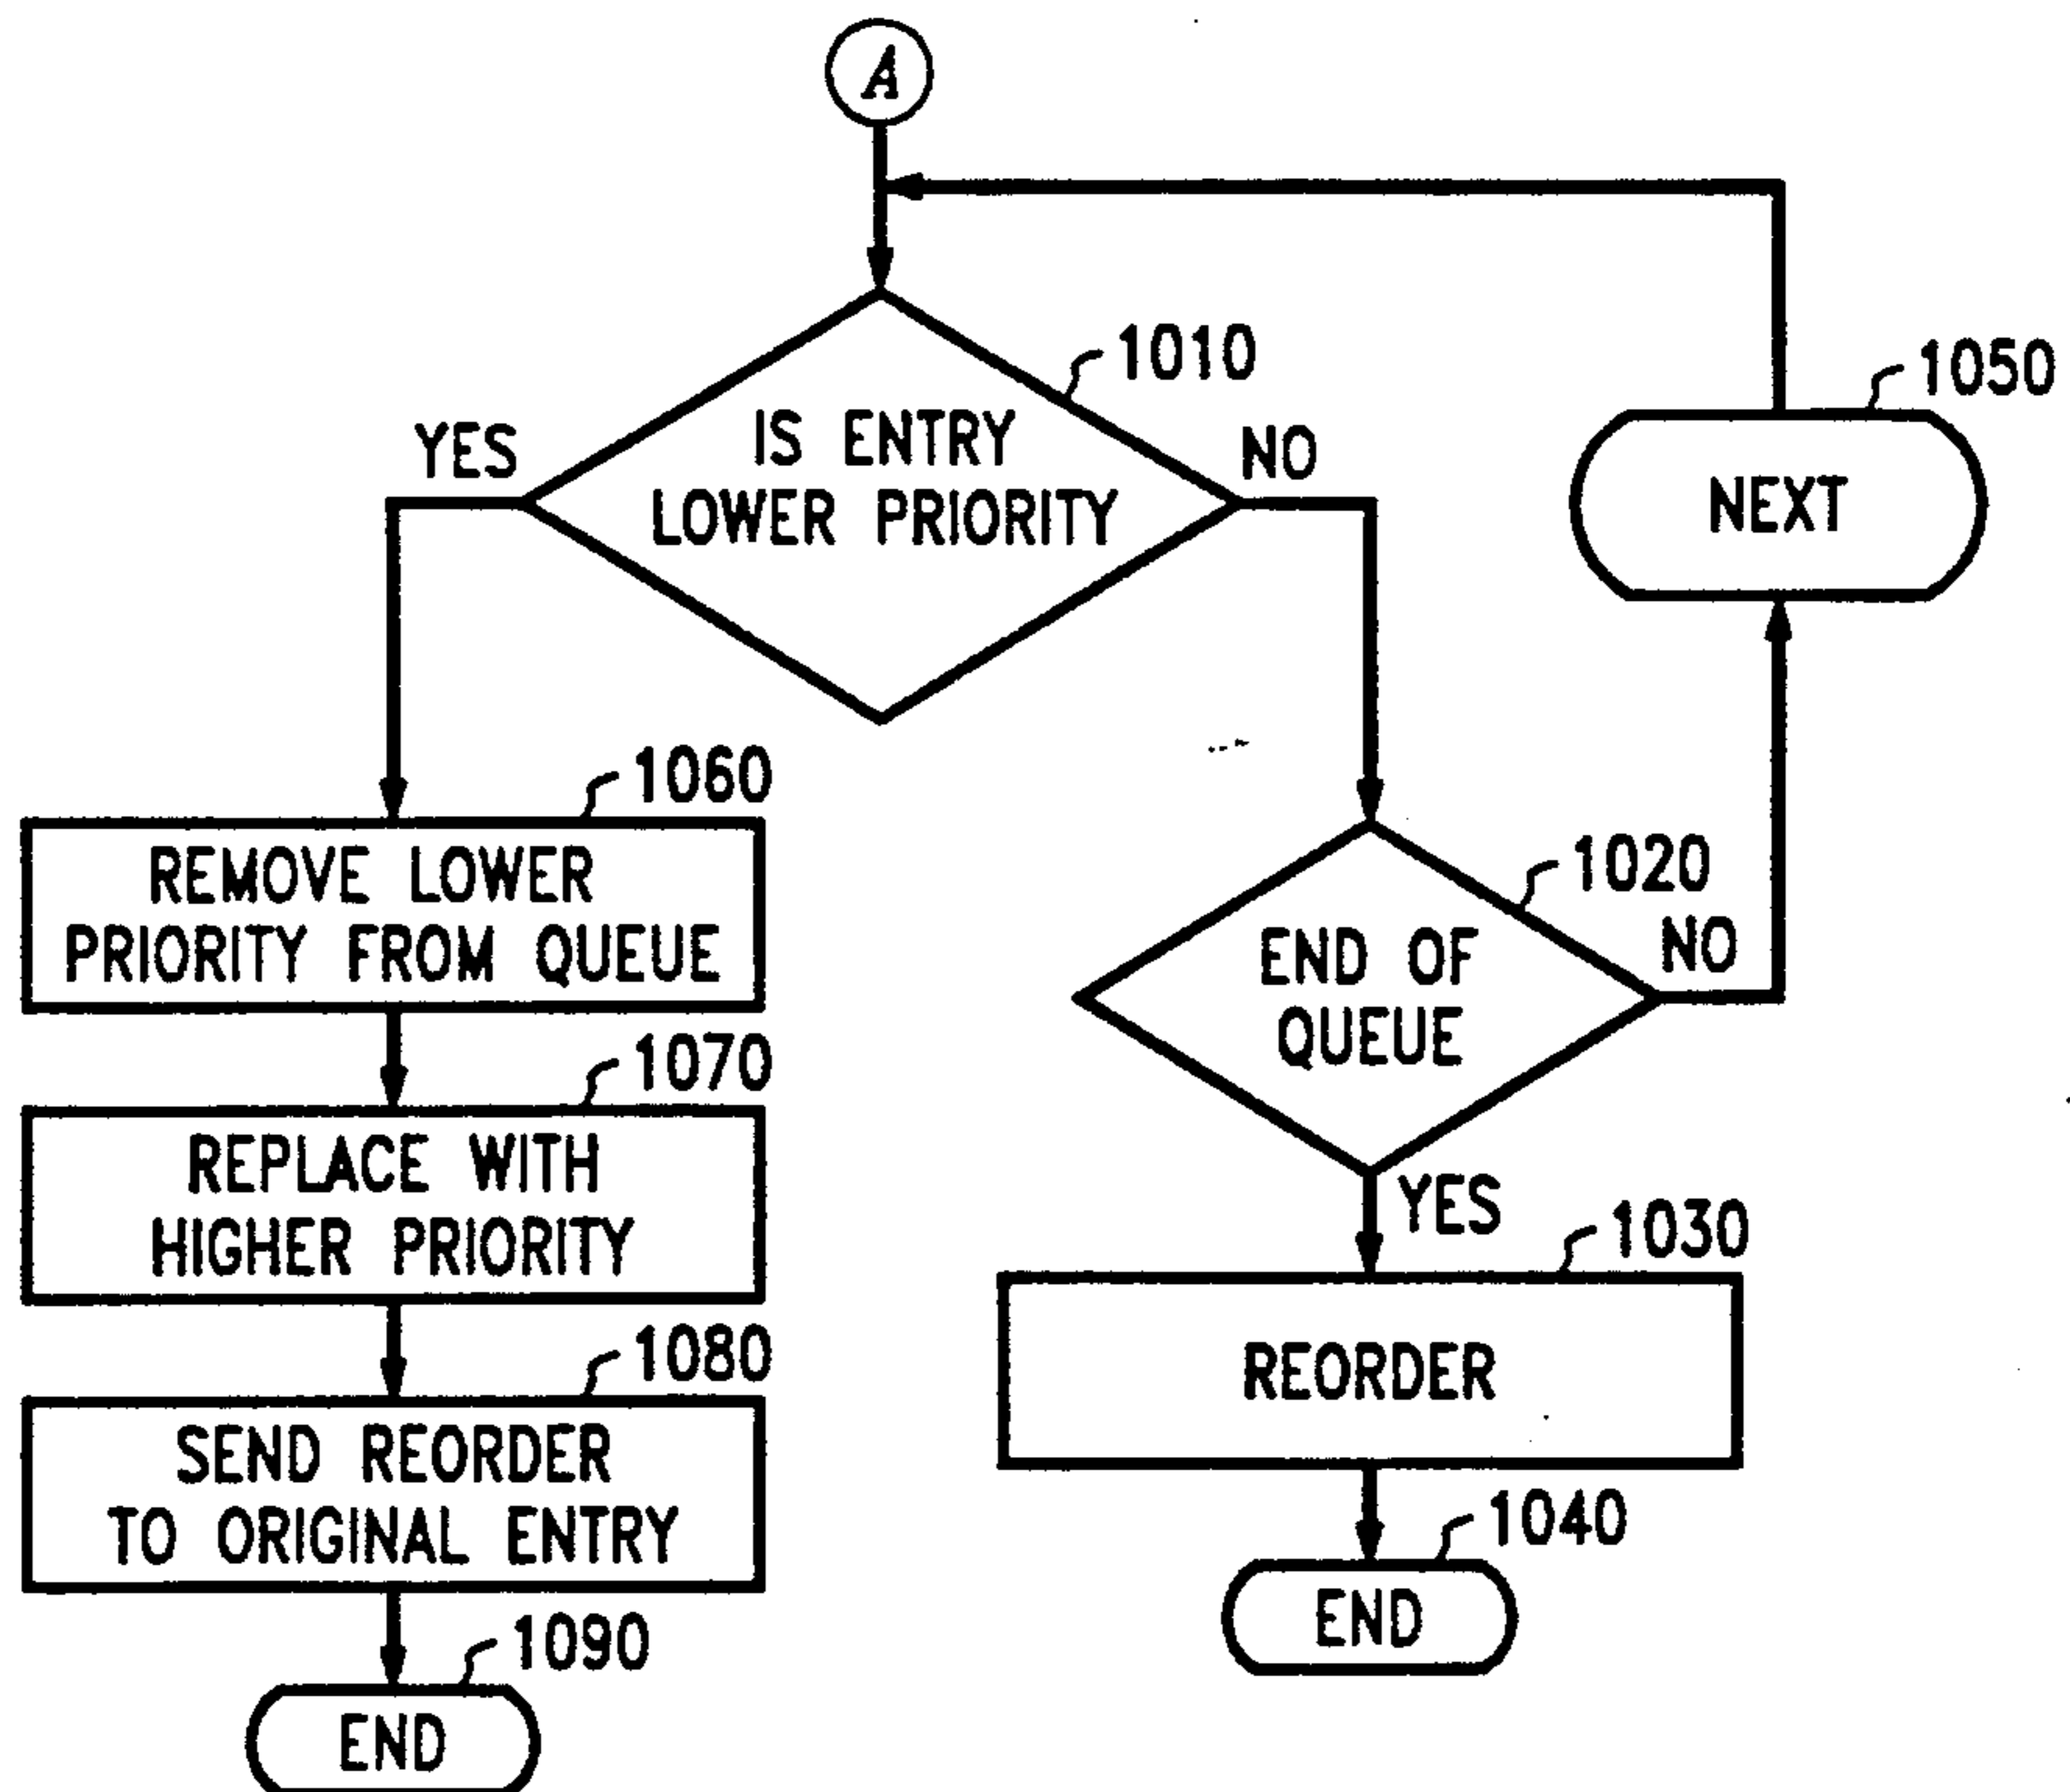 A
1010
IS ENTRY
LOWER PRIORITY
YES
NO
1050
NEXT
1060
REMOVE LOWER
PRIORITY FROM QUEUE
1070
REPLACE WITH
HIGHER PRIORITY
1080
SEND REORDER
TO ORIGINAL ENTRY
1090
END
1020
END OF
QUEUE
NO
YES
1030
REORDER
1040
END